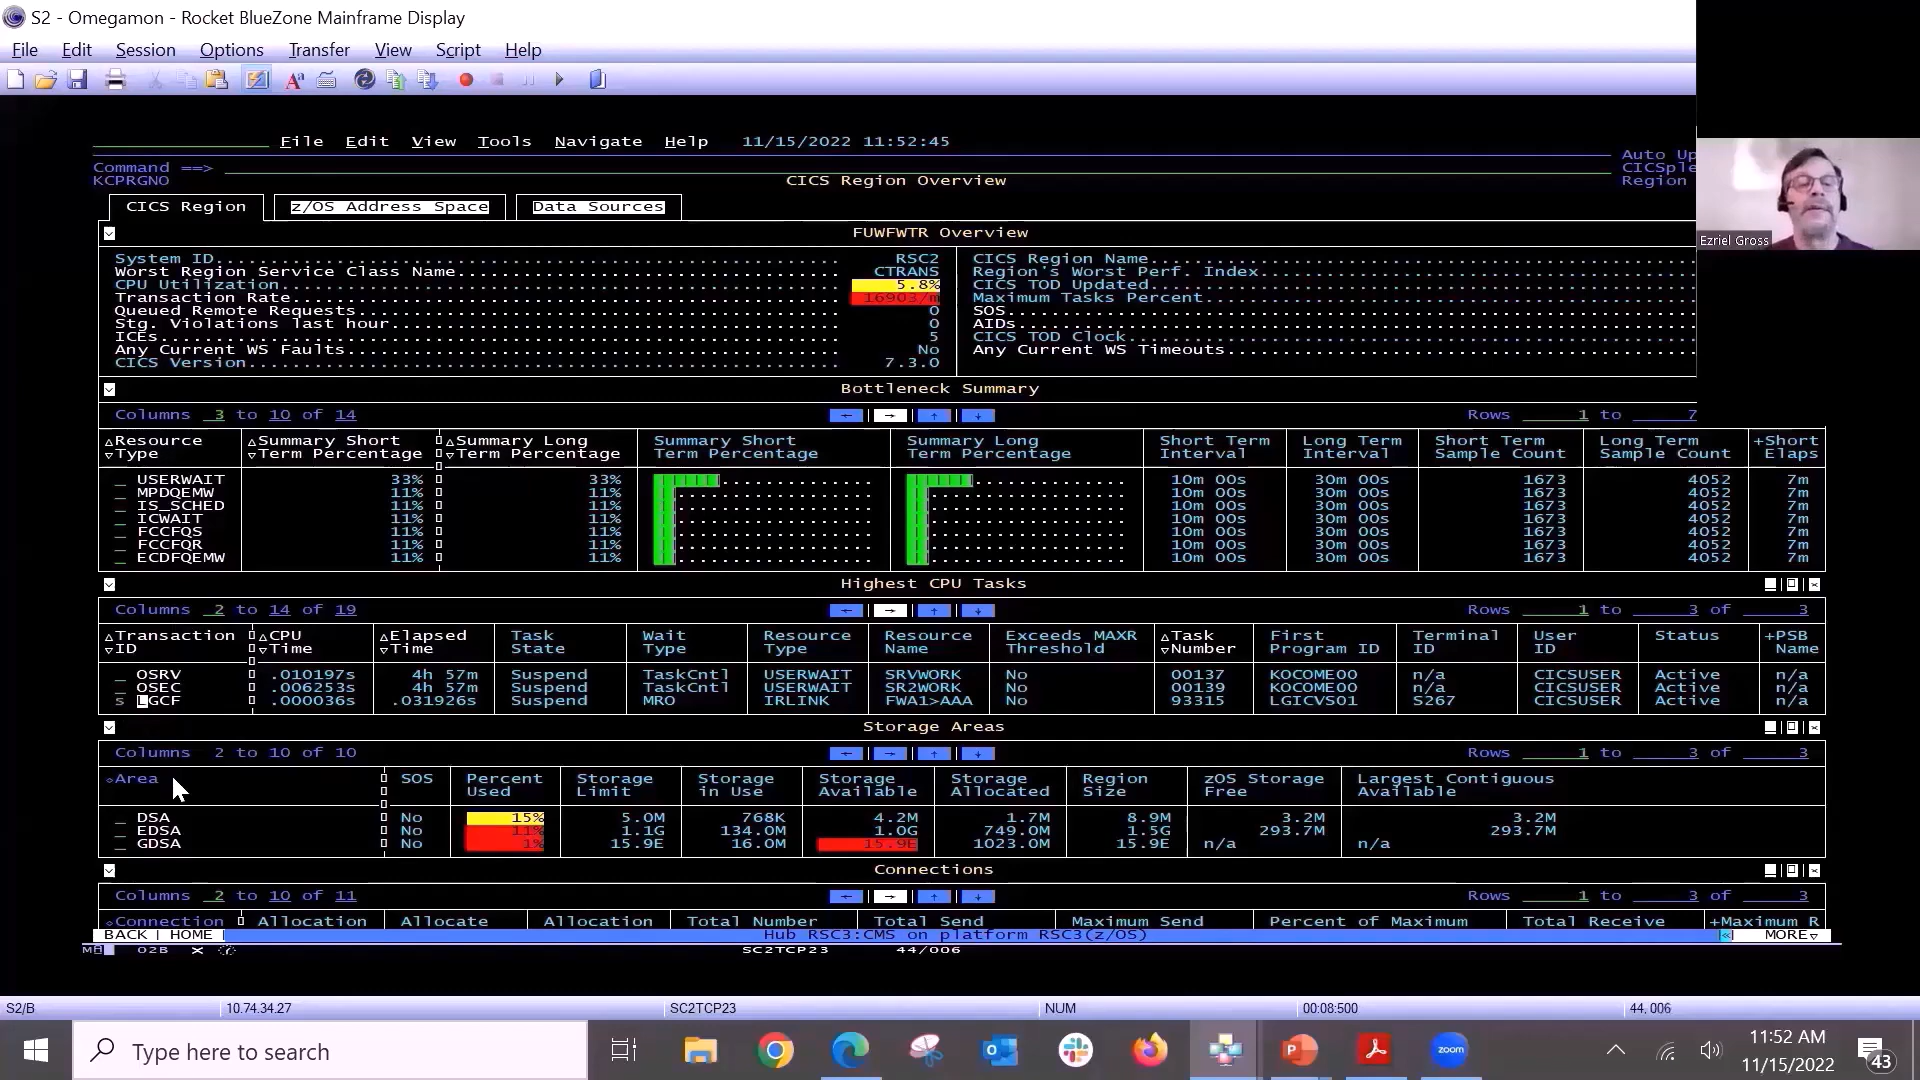 S2 - Omegamon - Rocket BlueZone Mainframe Display
File Edit Session Options Transfer View Script Help
File Edit View Tools Navigate Help 11/15/2022 11:52:45
Command ==> Auto Up
KCPRGNO CICS Region Overview CICSple
Region
CICS Region z/OS Address Space Data Sources
Ezriel Gross
FUWFWTR Overview
System ID RSC2 CICS Region Name
Worst Region Service Class Name CTRANS Region's Worst Perf. Index
CPU Utilization 5.8% CICS TOD Updated
Transaction Rate 16903/m Maximum Tasks Percent
Queued Remote Requests 0 SOS
Stg. Violations last hour 0 AIDs
ICEs 5 CICS TOD Clock
Any Current WS Faults No Any Current WS Timeouts
CICS Version 7.3.0
Bottleneck Summary
Columns 3 to 10 of 14 ← → ↑ ↓ Rows 1 to 7
Resource Summary Short Summary Long Summary Short Summary Long Short Term Long Term Short Term Long Term +Short
Type Term Percentage Term Percentage Term Percentage Term Percentage Interval Interval Sample Count Sample Count Elaps
_ USERWAIT 33% 33% 10m 00s 30m 00s 1673 4052 7m
_ MPDQEMW 11% 11% 10m 00s 30m 00s 1673 4052 7m
_ IS_SCHED 11% 11% 10m 00s 30m 00s 1673 4052 7m
_ ICWAIT 11% 11% 10m 00s 30m 00s 1673 4052 7m
_ FCCFQS 11% 11% 10m 00s 30m 00s 1673 4052 7m
_ FCCFQR 11% 11% 10m 00s 30m 00s 1673 4052 7m
_ ECDFQEMW 11% 11% 10m 00s 30m 00s 1673 4052 7m
Highest CPU Tasks
Columns 2 to 14 of 19 ← → ↑ ↓ Rows 1 to 3 of 3
Transaction CPU Elapsed Task Wait Resource Resource Exceeds MAXR Task First Terminal User Status +PSB
ID Time Time State Type Type Name Threshold Number Program ID ID ID Name
_ OSRV .010197s 4h 57m Suspend TaskCntl USERWAIT SRVWORK No 00137 KOCOME00 n/a CICSUSER Active n/a
_ OSEC .006253s 4h 57m Suspend TaskCntl USERWAIT SR2WORK No 00139 KOCOME00 n/a CICSUSER Active n/a
s LGCF .000036s .031926s Suspend MRO IRLINK FWA1>AAA No 93315 LGICVS01 S267 CICSUSER Active n/a
Storage Areas
Columns 2 to 10 of 10 ← → ↑ ↓ Rows 1 to 3 of 3
Area SOS Percent Storage Storage Storage Storage Region zOS Storage Largest Contiguous
Used Limit in Use Available Allocated Size Free Available
_ DSA No 15% 5.0M 768K 4.2M 1.7M 8.9M 3.2M 3.2M
_ EDSA No 11% 1.1G 134.0M 1.0G 749.0M 1.5G 293.7M 293.7M
_ GDSA No 1% 15.9E 16.0M 15.9E 1023.0M 15.9E n/a n/a
Connections
Columns 2 to 10 of 11 ← → ↑ ↓ Rows 1 to 3 of 3
Connection Allocation Allocate Allocation Total Number Total Send Maximum Send Percent of Maximum Total Receive +Maximum R
BACK | HOME Hub RSC3:CMS on platform RSC3(z/OS) MORE
02B X SC2TCP23 44/006
S2/B 10.74.34.27 SC2TCP23 NUM 00:08:500 44,006
Type here to search zoom 11:52 AM
11/15/2022 43